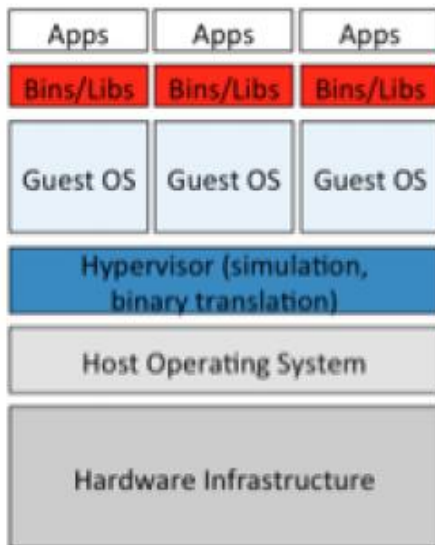 Apps Apps Apps
Bins/Libs Bins/Libs Bins/Libs
Guest OS Guest OS Guest OS
Hypervisor (simulation,
binary translation)
Host Operating System
Hardware Infrastructure